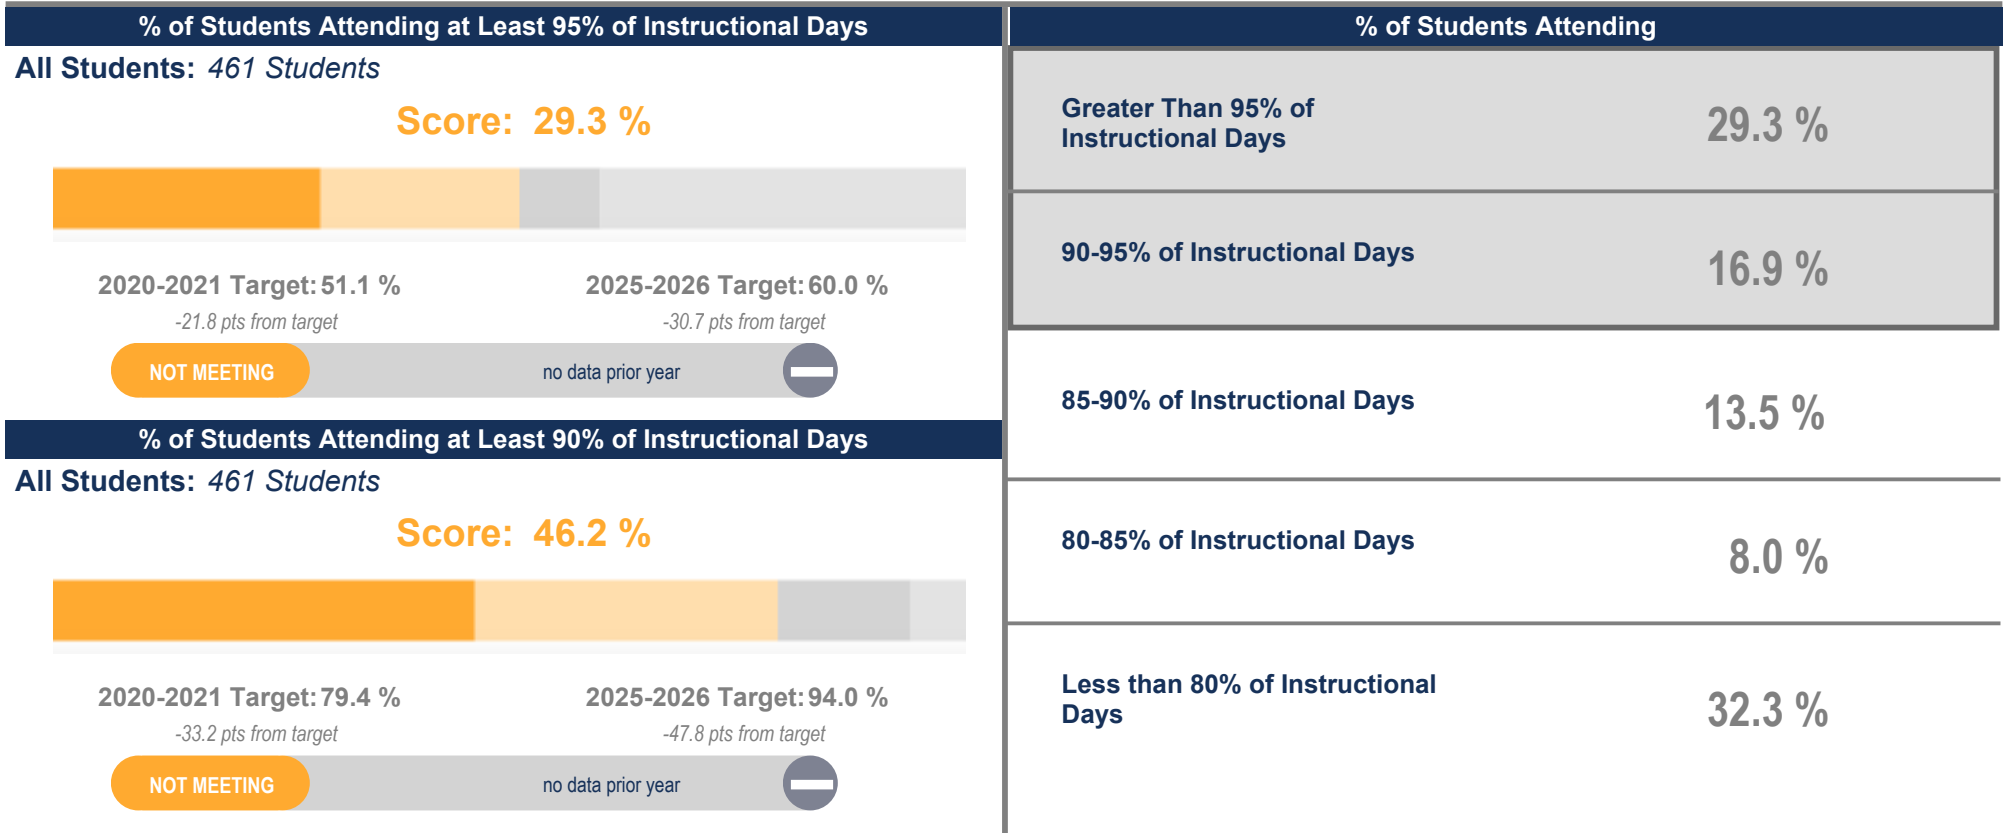 % of Students Attending at Least 95% of Instructional Days
All Students: 461 Students
Score: 29.3 %
2020-2021 Target: 51.1 %
-21.8 pts from target
2025-2026 Target: 60.0 %
-30.7 pts from target
NOT MEETING
no data prior year
% of Students Attending at Least 90% of Instructional Days
All Students: 461 Students
Score: 46.2 %
2020-2021 Target: 79.4 %
-33.2 pts from target
2025-2026 Target: 94.0 %
-47.8 pts from target
NOT MEETING
no data prior year
% of Students Attending
Greater Than 95% of
Instructional Days
29.3 %
90-95% of Instructional Days
16.9 %
85-90% of Instructional Days
13.5 %
80-85% of Instructional Days
8.0 %
Less than 80% of Instructional
Days
32.3 %